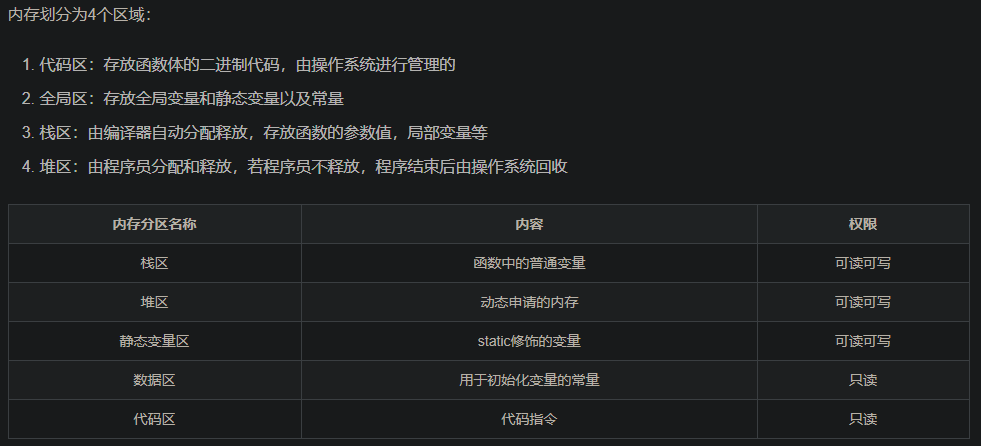 内存划分为4个区域：
1. 代码区：存放函数体的二进制代码，由操作系统进行管理的
2. 全局区：存放全局变量和静态变量以及常量
3. 栈区：由编译器自动分配释放，存放函数的参数值，局部变量等
4. 堆区：由程序员分配和释放，若程序员不释放，程序结束后由操作系统回收
内存分区名称 内容 权限
栈区 函数中的普通变量 可读可写
堆区 动态申请的内存 可读可写
静态变量区 static修饰的变量 可读可写
数据区 用于初始化变量的常量 只读
代码区 代码指令 只读